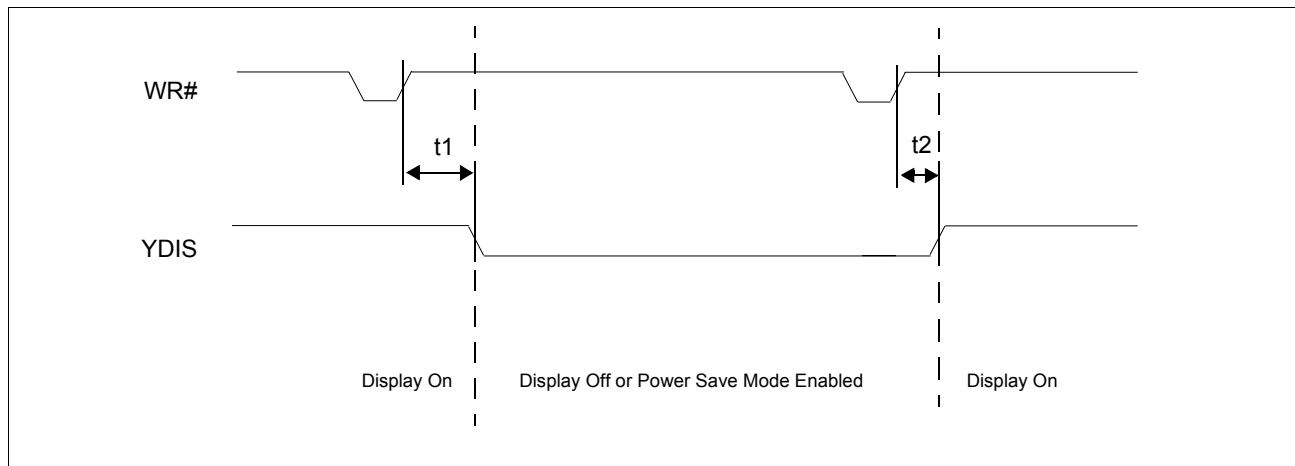 WR#
t1
t2
YDIS
Display On
Display Off or Power Save Mode Enabled
Display On